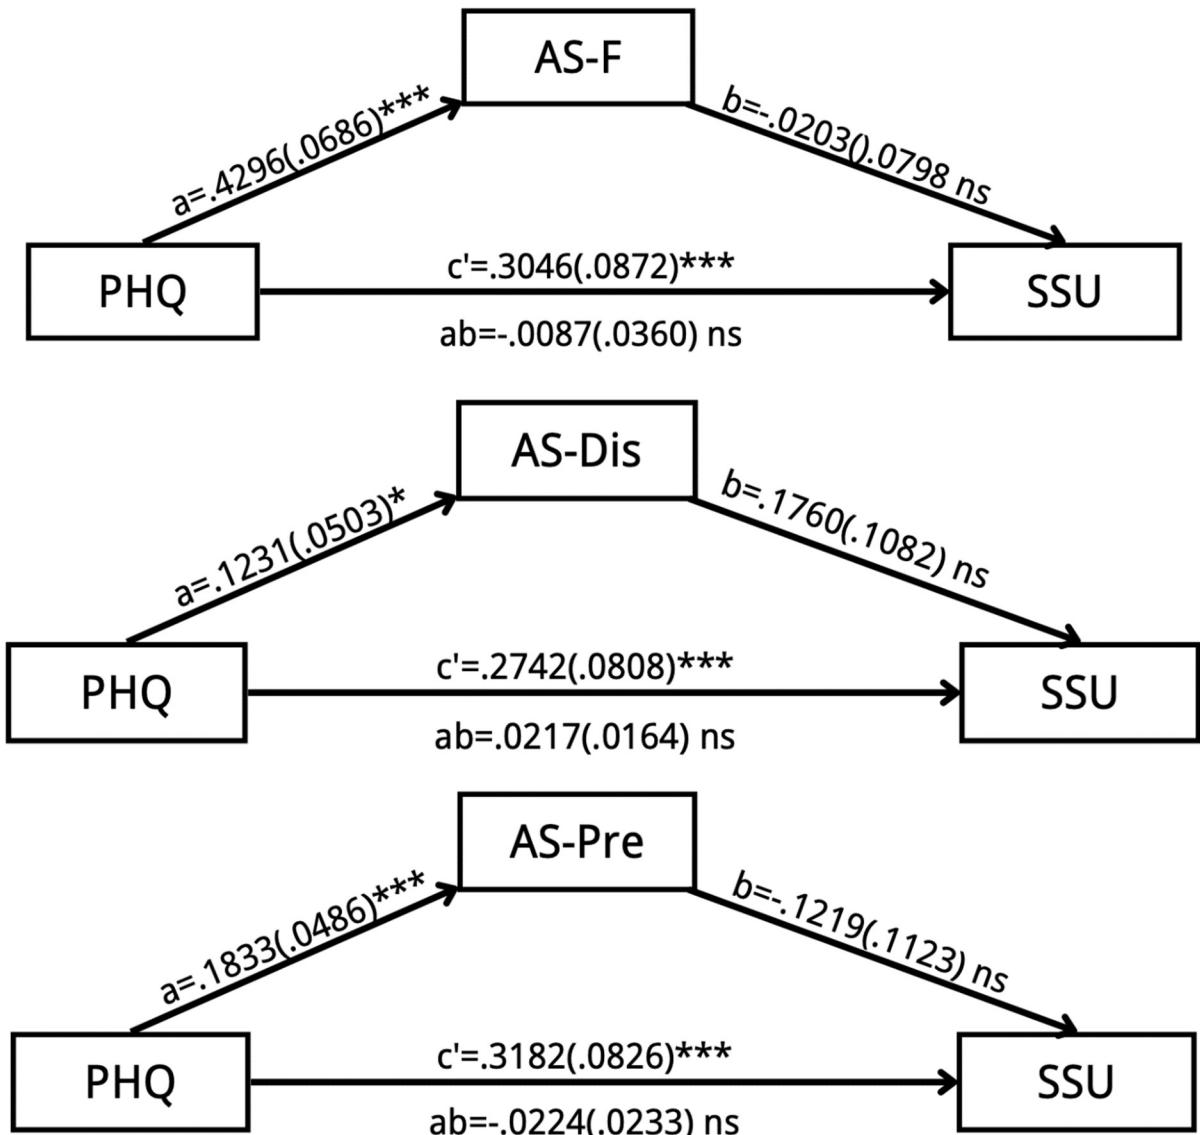 AS-F
a=.4296(.0686)***
b=-.0203().0798 ns
PHQ
c'=.3046(.0872)***
SSU
ab=-.0087(.0360) ns
AS-Dis
a=.1231(.0503)*
b=.1760(.1082) ns
PHQ
c'=.2742(.0808)***
SSU
ab=.0217(.0164) ns
AS-Pre
a=.1833(.0486)***
b=-.1219(.1123) ns
PHQ
c'=.3182(.0826)***
SSU
ab=-.0224(.0233) ns